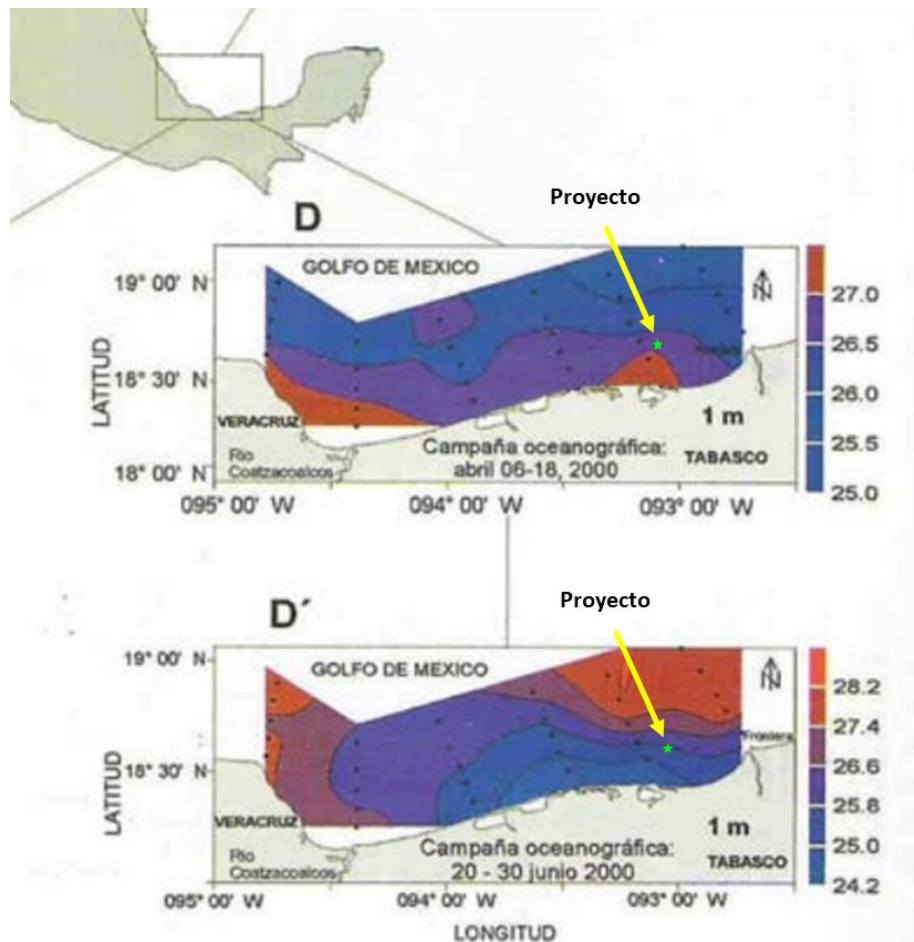 Proyecto
D
GOLFO DE MEXICO
19° 00' N
N
27.0
26.5
26.0
25.5
25.0
LATITUD
18° 30' N
1 m
VERACRUZ
Rio
Coatzacoalcos
Campaña oceanográfica:
abril 06-18, 2000
TABASCO
18° 00' N
095° 00' W
094° 00' W
093° 00' W
Proyecto
D´
GOLFO DE MEXICO
19° 00' N
N
28.2
27.4
26.6
25.8
25.0
24.2
Frontera
LATITUD
18° 30' N
1 m
VERACRUZ
Rio
Coatzacoalcos
Campaña oceanográfica:
20 - 30 junio 2000
TABASCO
095° 00' W
094° 00' W
093° 00' W
LONGITUD